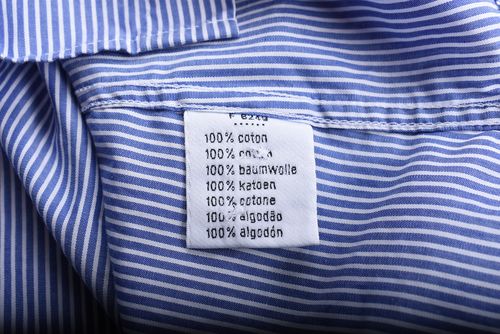 100% coton
100% cotton
100% baumwolle
100% katoen
100% cotone
100% algodão
100% algodón